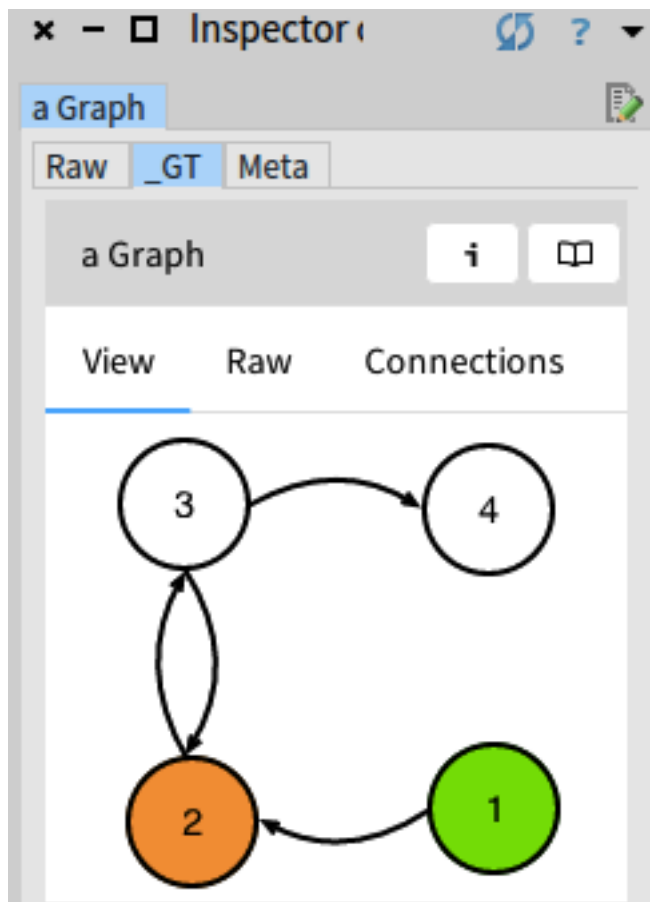 Inspector
?
a Graph
Raw _GT Meta
a Graph i
View Raw Connections
3 4
2 1